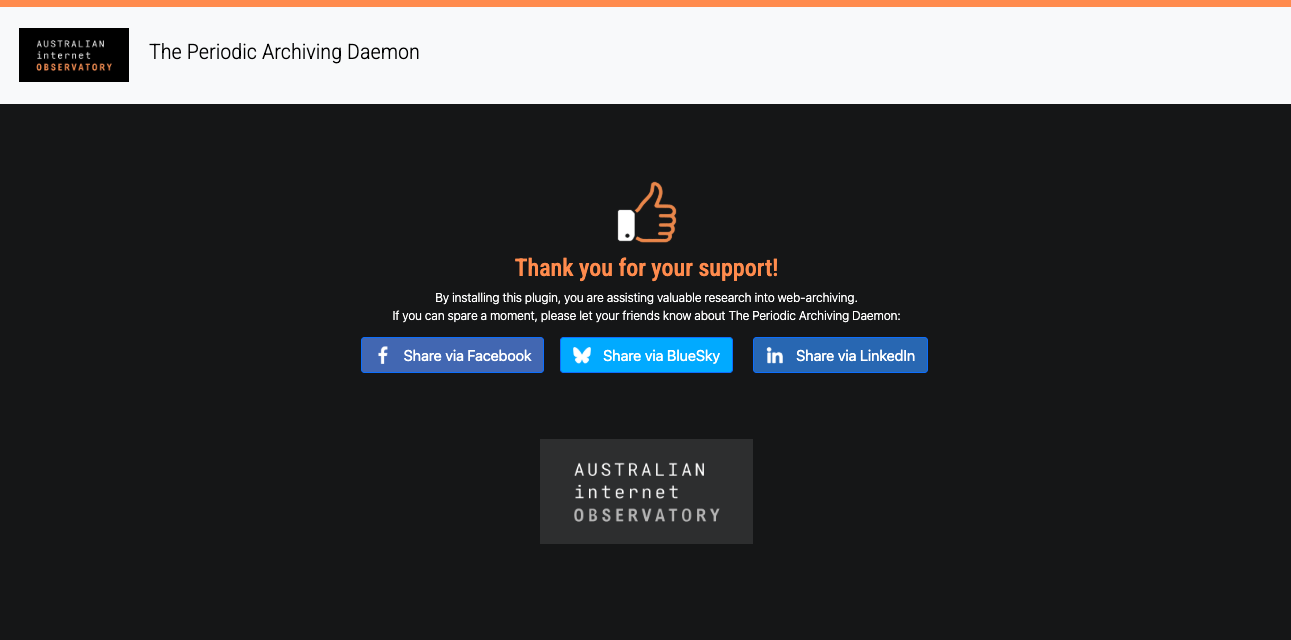 AUSTRALIAN
internet
OBSERVATORY
The Periodic Archiving Daemon
Thank you for your support!
By installing this plugin, you are assisting valuable research into web-archiving.
If you can spare a moment, please let your friends know about The Periodic Archiving Daemon:
Share via Facebook
Share via BlueSky
Share via LinkedIn
AUSTRALIAN
internet
OBSERVATORY